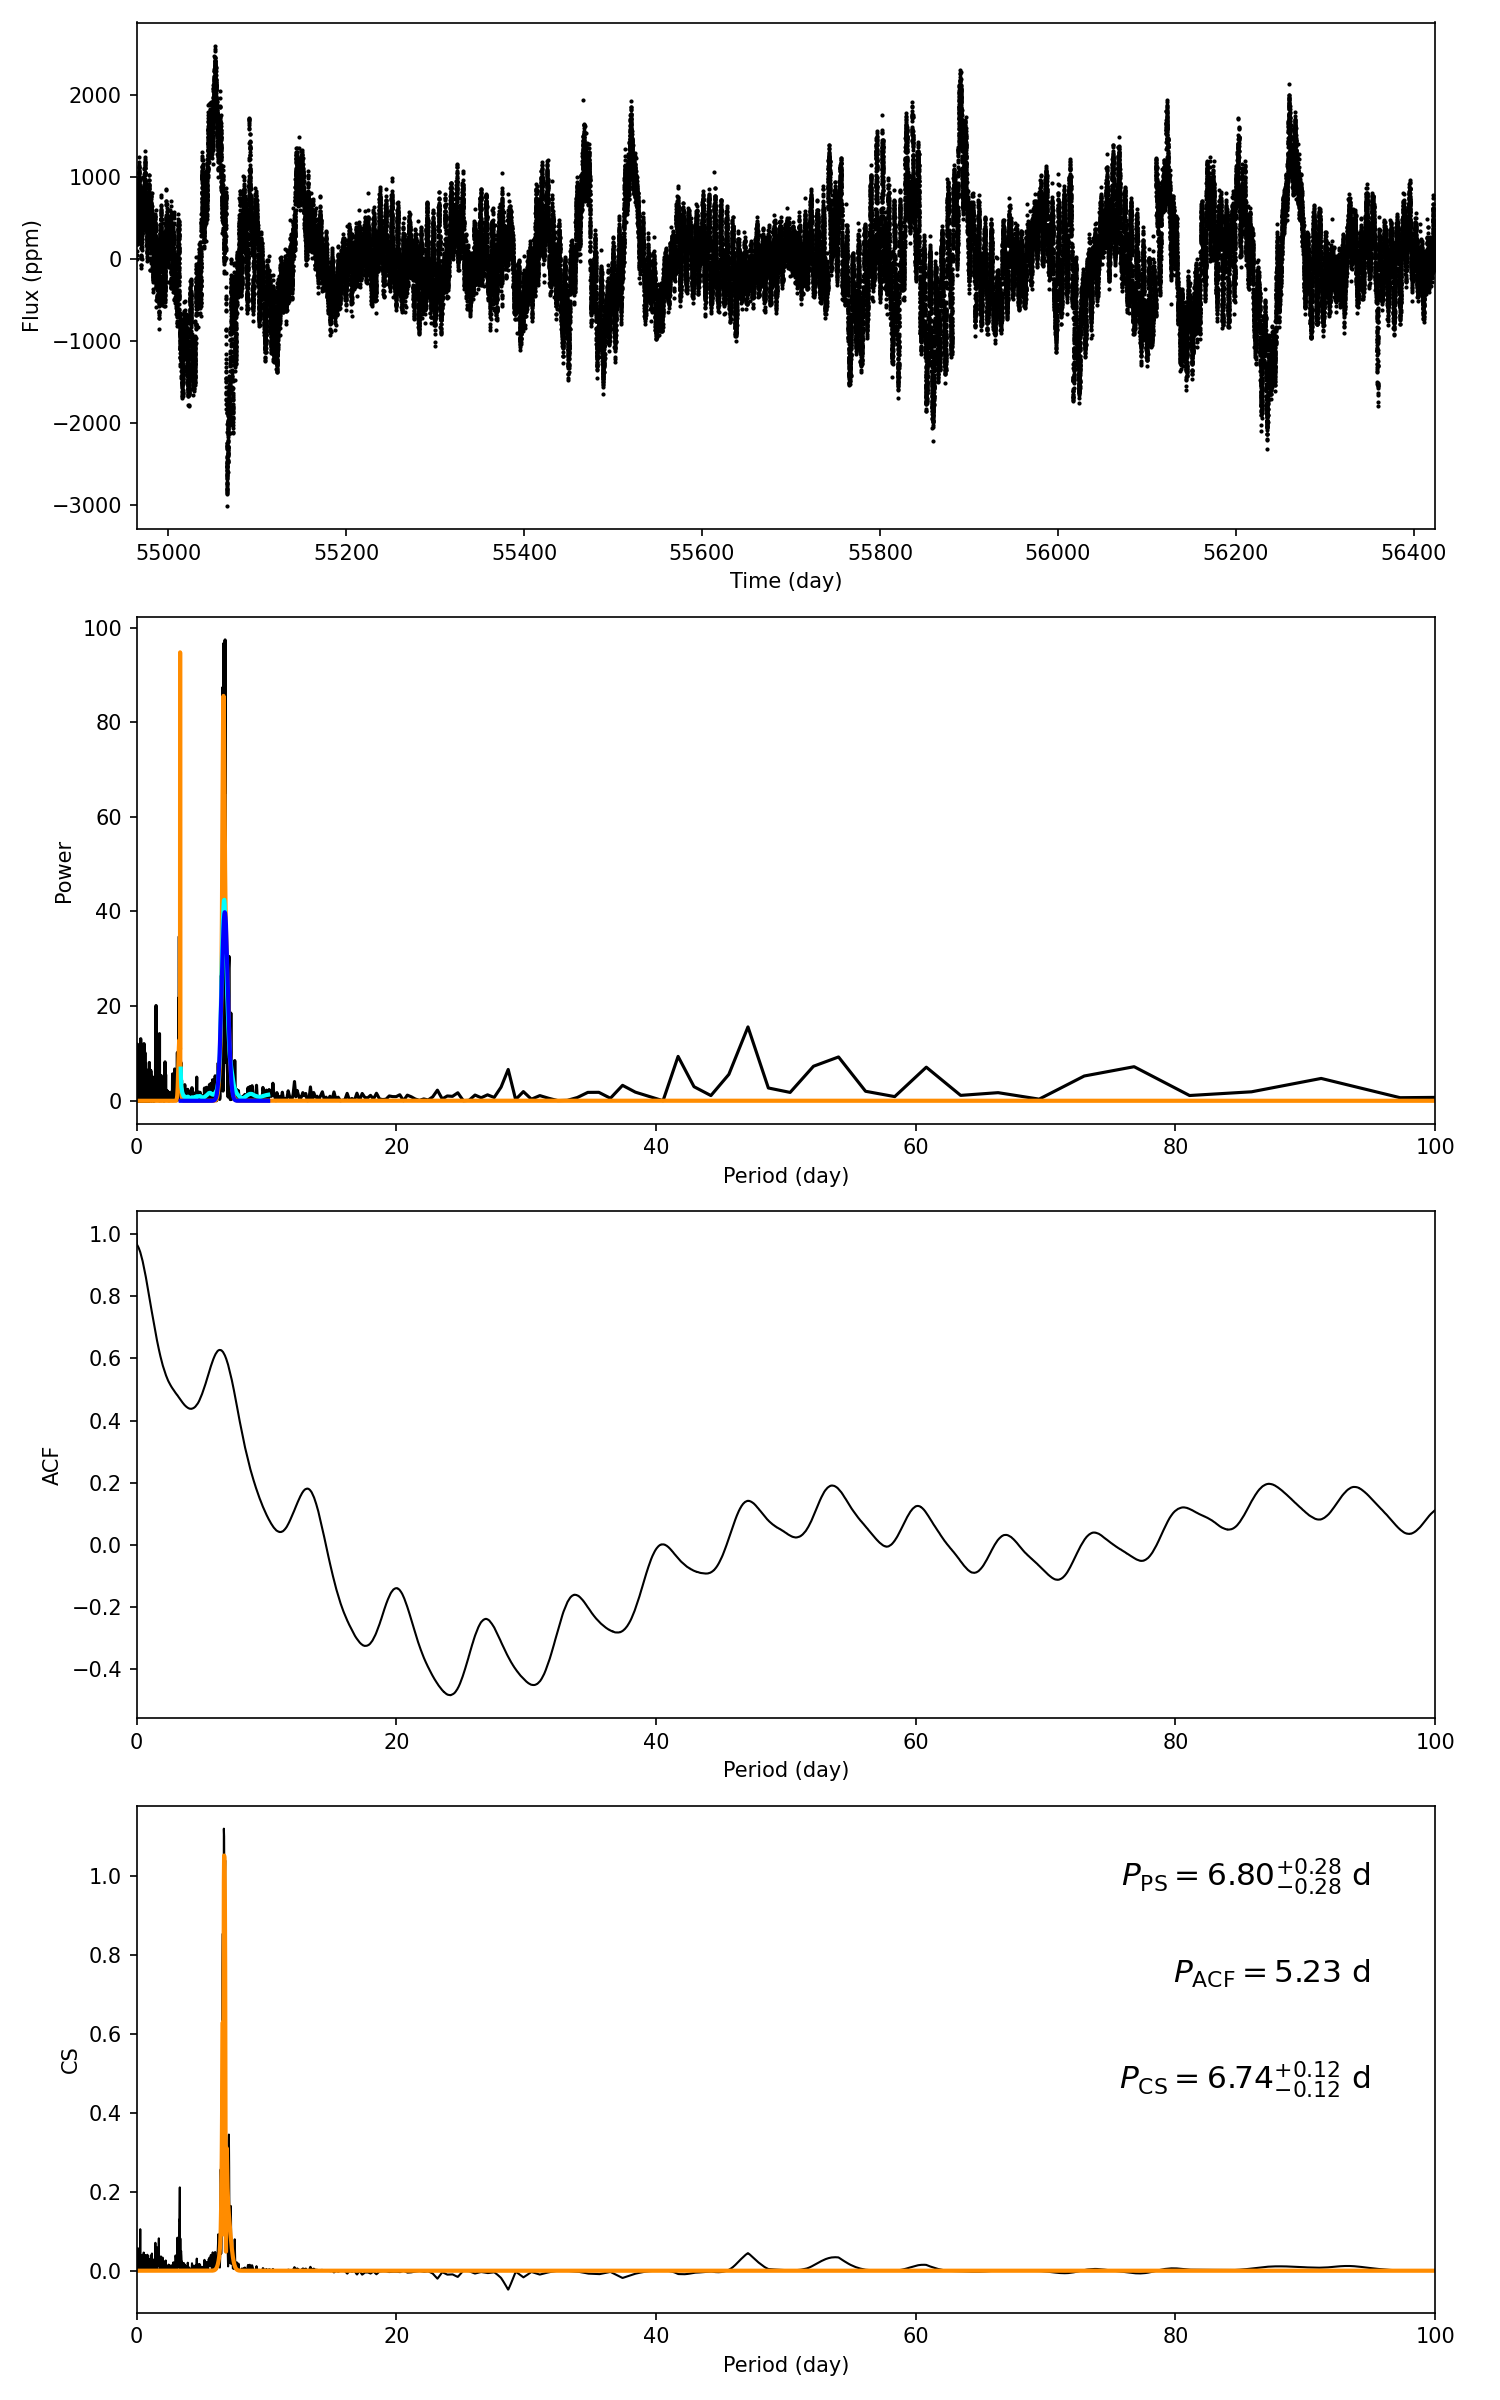 2000
1000
0
−1000
−2000
−3000
Flux (ppm)
55000 55200 55400 55600 55800 56000 56200 56400
Time (day)
100
80
60
40
20
0
Power
0 20 40 60 80 100
Period (day)
1.0
0.8
0.6
0.4
0.2
0.0
−0.2
−0.4
ACF
0 20 40 60 80 100
Period (day)
1.0
0.8
0.6
0.4
0.2
0.0
CS
P_PS = 6.80^{+0.28}_{−0.28} d
P_ACF = 5.23 d
P_CS = 6.74^{+0.12}_{−0.12} d
0 20 40 60 80 100
Period (day)